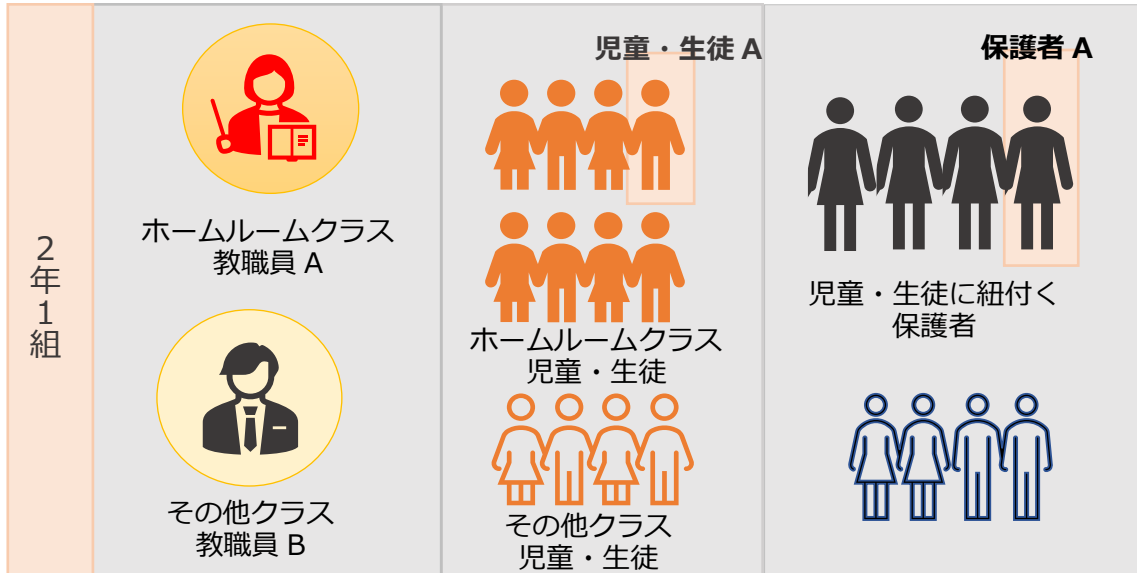 2年1組
ホームルームクラス
教職員 A
その他クラス
教職員 B
児童・生徒 A
ホームルームクラス
児童・生徒
その他クラス
児童・生徒
保護者 A
児童・生徒に紐付く
保護者